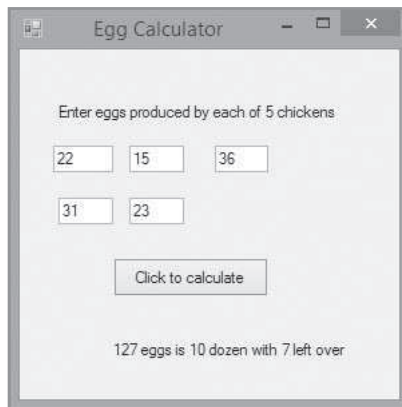 Egg Calculator
Enter eggs produced by each of 5 chickens
22 15 36
31 23
Click to calculate
127 eggs is 10 dozen with 7 left over